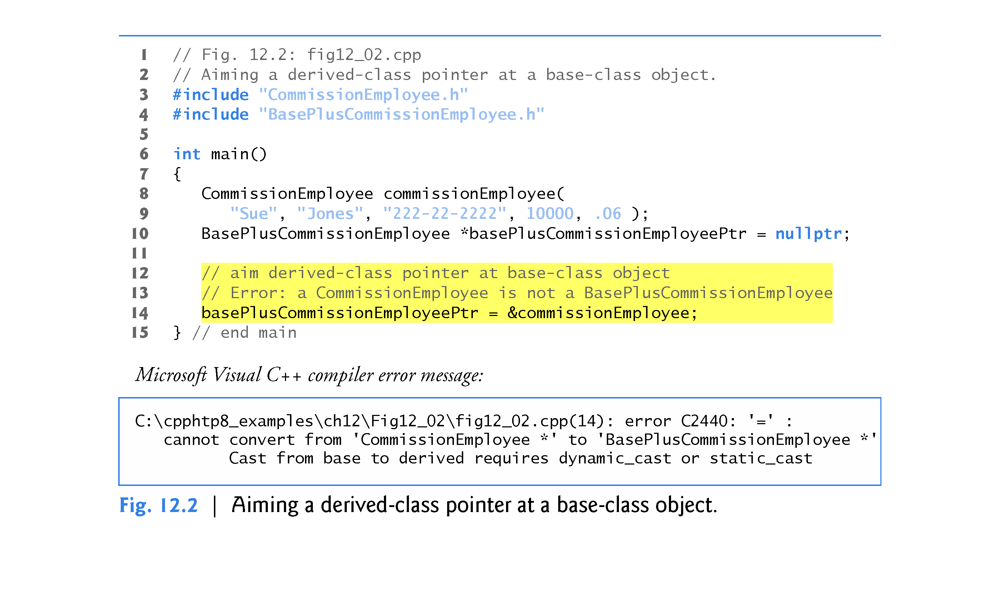 1 // Fig. 12.2: fig12_02.cpp
2 // Aiming a derived-class pointer at a base-class object.
3 #include "CommissionEmployee.h"
4 #include "BasePlusCommissionEmployee.h"
5
6 int main()
7 {
8 CommissionEmployee commissionEmployee(
9 "Sue", "Jones", "222-22-2222", 10000, .06 );
10 BasePlusCommissionEmployee *basePlusCommissionEmployeePtr = nullptr;
11
12 // aim derived-class pointer at base-class object
13 // Error: a CommissionEmployee is not a BasePlusCommissionEmployee
14 basePlusCommissionEmployeePtr = &commissionEmployee;
15 } // end main
Microsoft Visual C++ compiler error message:
C:\cpphtp8_examples\ch12\Fig12_02\fig12_02.cpp(14): error C2440: '=' :
cannot convert from 'CommissionEmployee *' to 'BasePlusCommissionEmployee *'
Cast from base to derived requires dynamic_cast or static_cast
Fig. 12.2 | Aiming a derived-class pointer at a base-class object.